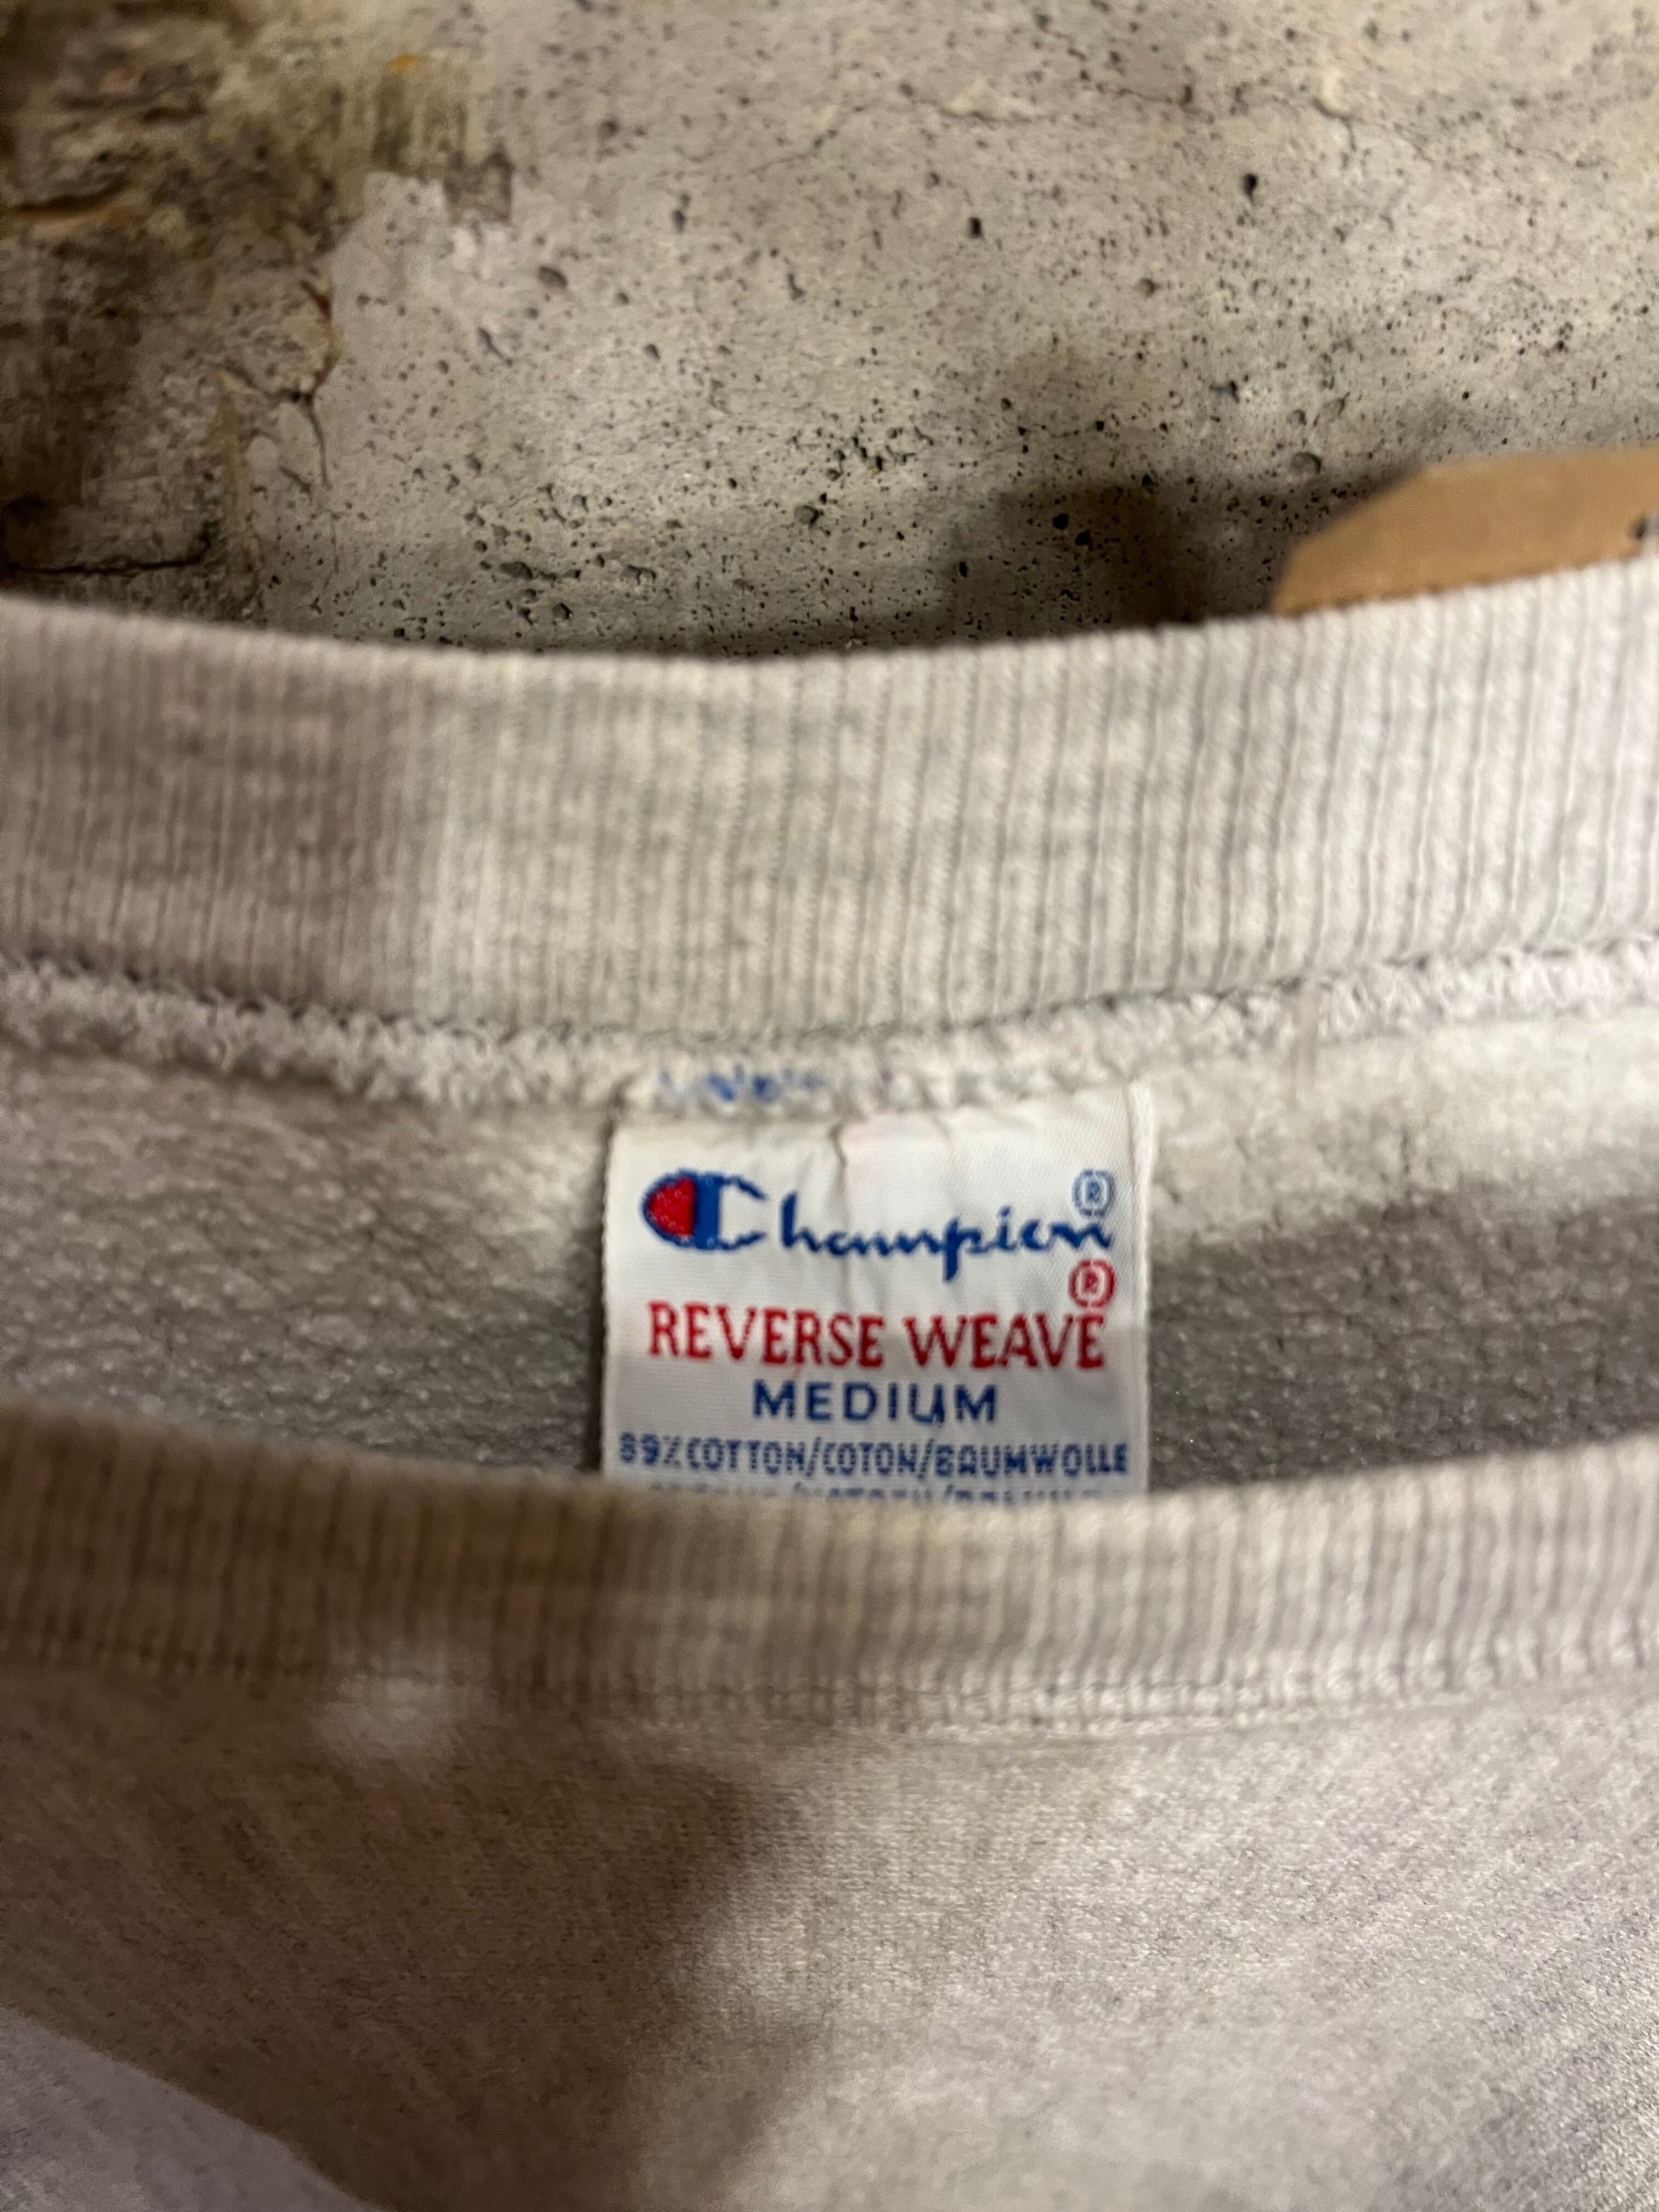 Champion®
REVERSE WEAVE®
MEDIUM
89% COTTON/COTON/BAUMWOLLE